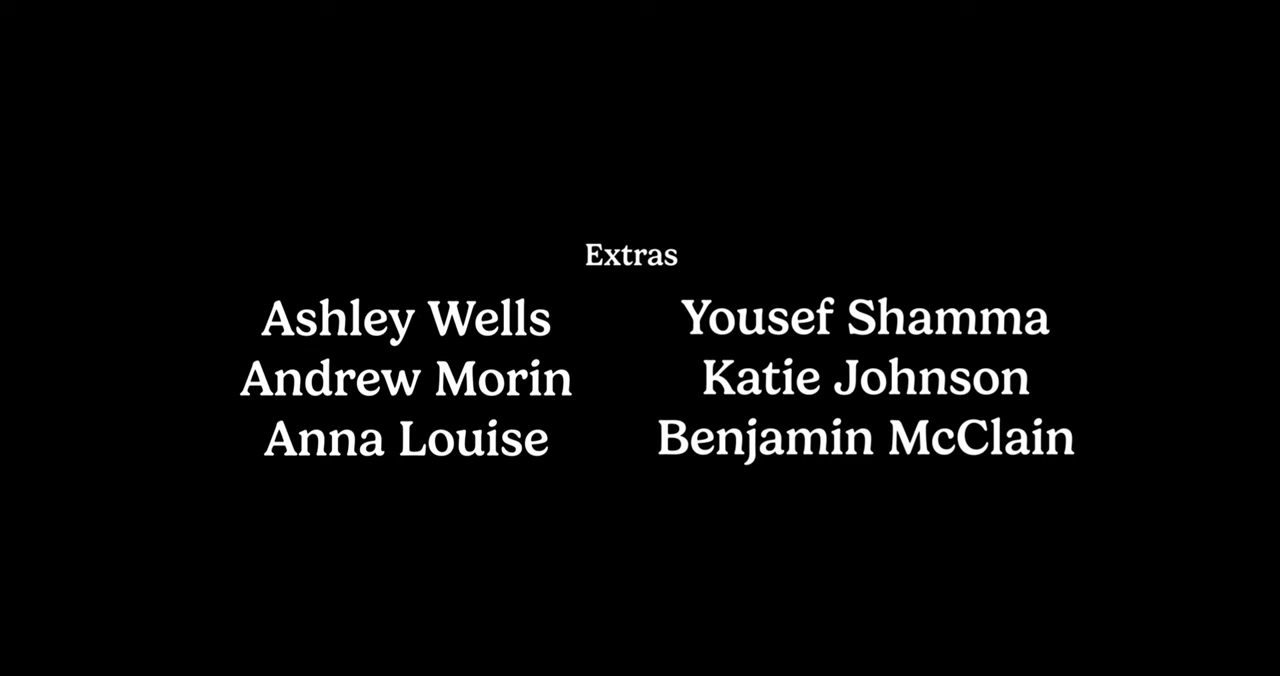 Extras
Ashley Wells
Yousef Shamma
Andrew Morin
Katie Johnson
Anna Louise
Benjamin McClain